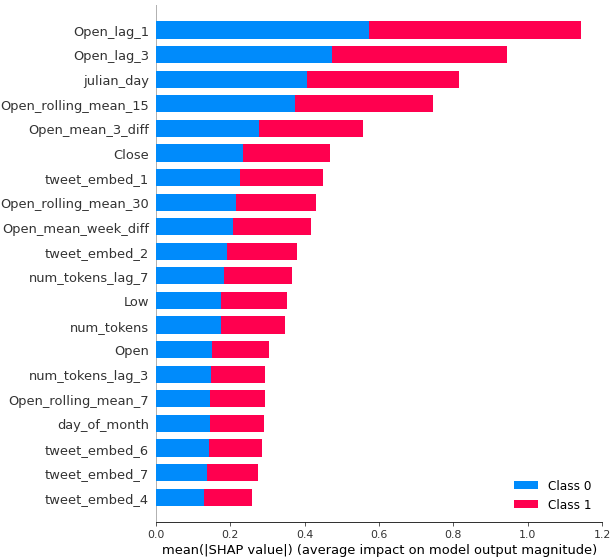 Open_lag_1
Open_lag_3
julian_day
Open_rolling_mean_15
Open_mean_3_diff
Close
tweet_embed_1
Open_rolling_mean_30
Open_mean_week_diff
tweet_embed_2
num_tokens_lag_7
Low
num_tokens
Open
num_tokens_lag_3
Open_rolling_mean_7
day_of_month
tweet_embed_6
tweet_embed_7
tweet_embed_4
Class 0
Class 1
0.0 0.2 0.4 0.6 0.8 1.0 1.2
mean(|SHAP value|) (average impact on model output magnitude)